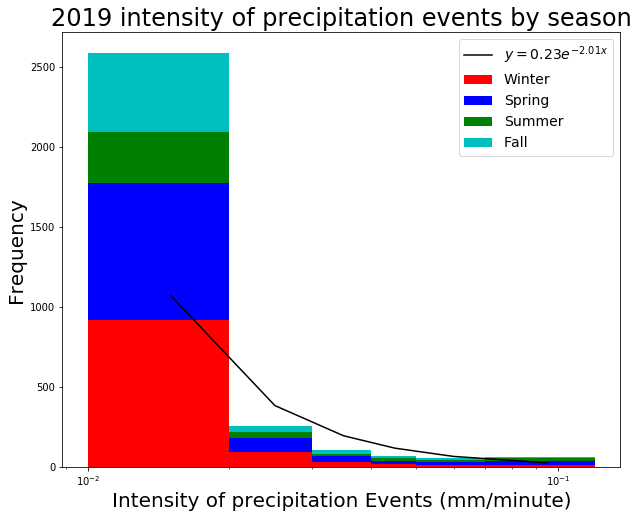 2019 intensity of precipitation events by season
y = 0.23e^{-2.01x}
Winter
Spring
Summer
Fall
2500
2000
1500
1000
500
0
Frequency
10^{-2}
10^{-1}
Intensity of precipitation Events (mm/minute)